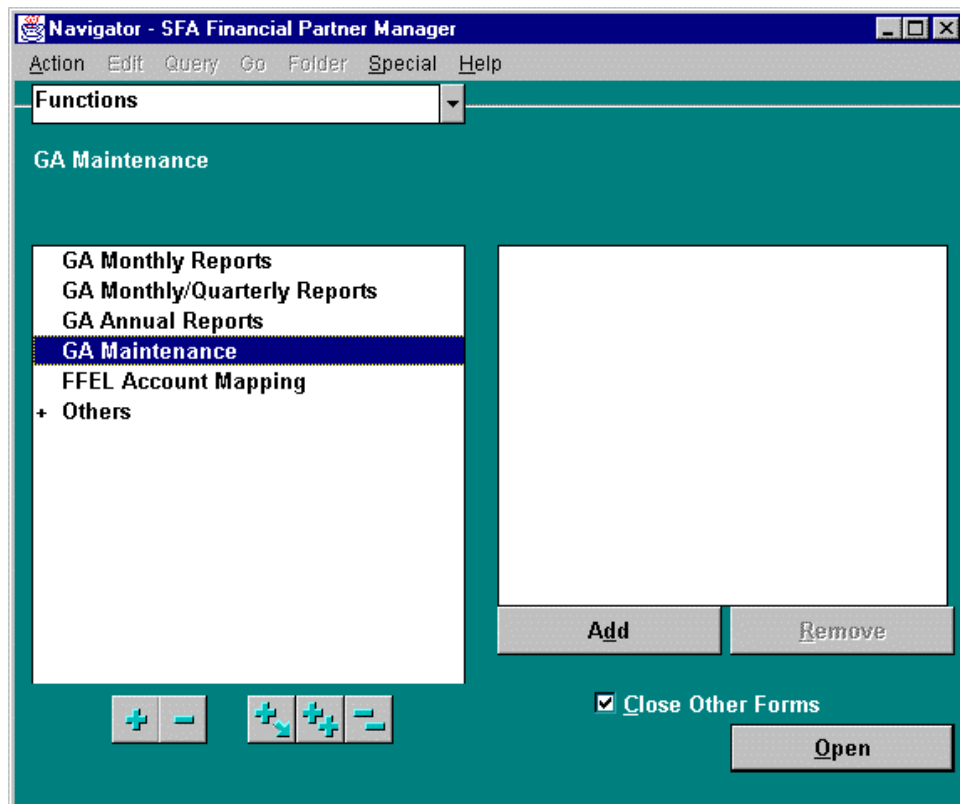 Navigator - SFA Financial Partner Manager
Action Edit Query Go Folder Special Help
Functions
GA Maintenance
GA Monthly Reports
GA Monthly/Quarterly Reports
GA Annual Reports
GA Maintenance
FFEL Account Mapping
+ Others
Add Remove
Close Other Forms
Open